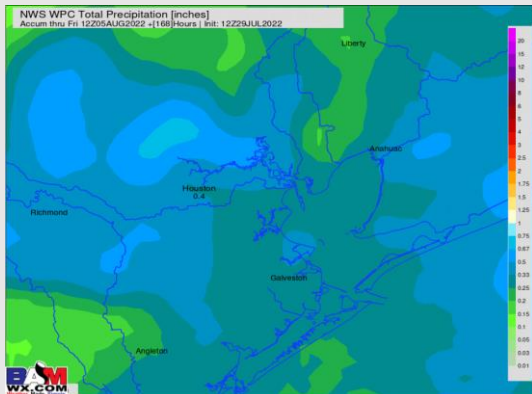 NWS WPC Total Precipitation [inches]
Accum thru Fri 12Z05AUG2022 +[168]Hours | Init: 12Z29JUL2022
Liberty
Anahuac
Houston
0.4
Richmond
Galveston
Angleton
20
15
10
8
6
5
4
3
2.5
2
1.75
1.5
1.25
1
0.75
0.67
0.5
0.33
0.25
0.2
0.15
0.1
0.05
0.03
0.01
BAM
WX.COM